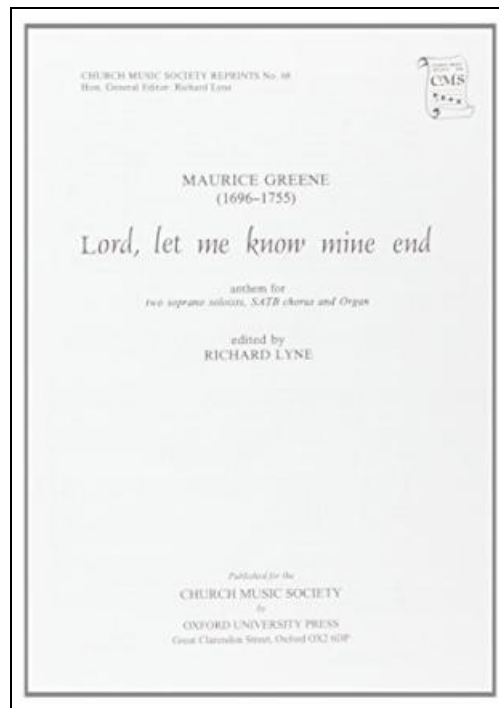 CHURCH MUSIC SOCIETY REPRINTS No. 68
Hon. General Editor: Richard Lyne
CMS
MAURICE GREENE
(1696–1755)
Lord, let me know mine end
anthem for
two soprano soloists, SATB chorus and Organ
edited by
RICHARD LYNE
Published for the
CHURCH MUSIC SOCIETY
by
OXFORD UNIVERSITY PRESS
Great Clarendon Street, Oxford OX2 6DP